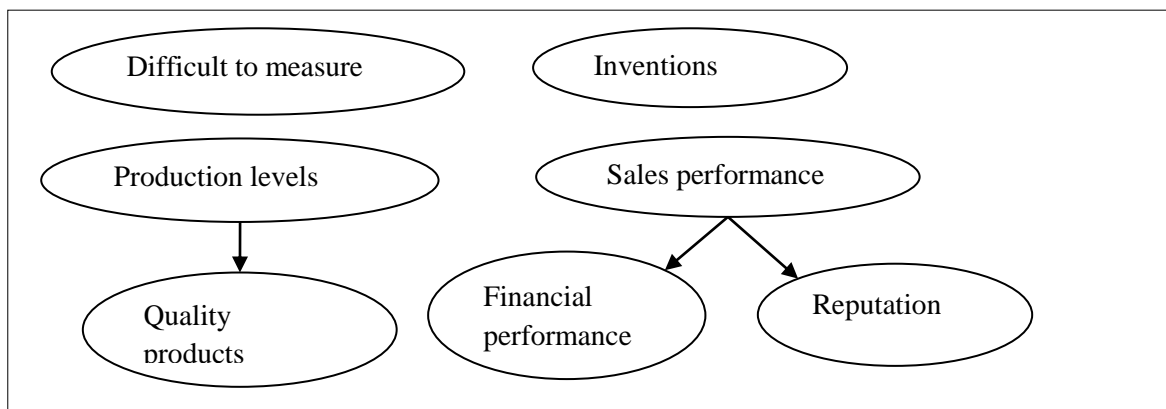 Difficult to measure
Inventions
Production levels
Sales performance
Quality
products
Financial
performance
Reputation